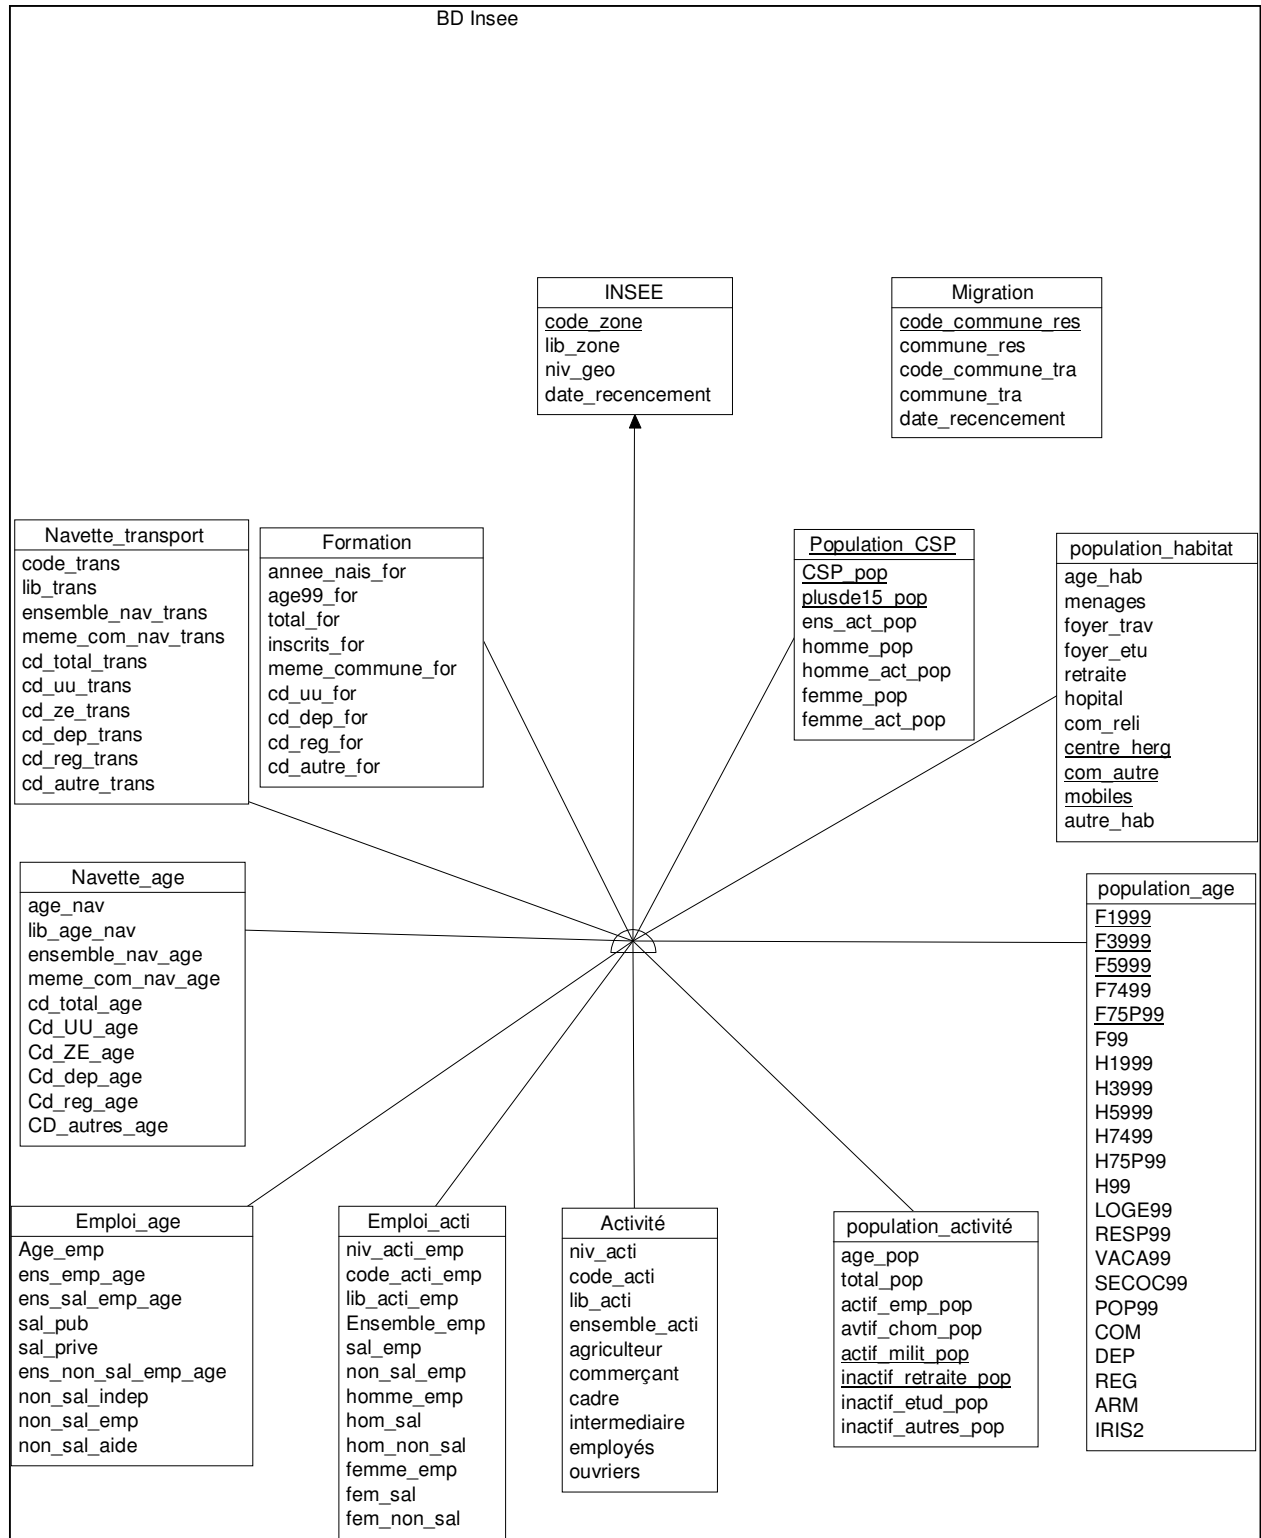 BD Insee
INSEE
code_zone
lib_zone
niv_geo
date_recencement
Migration
code_commune_res
commune_res
code_commune_tra
commune_tra
date_recencement
Navette_transport
code_trans
lib_trans
ensemble_nav_trans
meme_com_nav_trans
cd_total_trans
cd_uu_trans
cd_ze_trans
cd_dep_trans
cd_reg_trans
cd_autre_trans
Formation
annee_nais_for
age99_for
total_for
inscrits_for
meme_commune_for
cd_uu_for
cd_dep_for
cd_reg_for
cd_autre_for
Population_CSP
CSP_pop
plusde15_pop
ens_act_pop
homme_pop
homme_act_pop
femme_pop
femme_act_pop
population_habitat
age_hab
menages
foyer_trav
foyer_etu
retraite
hopital
com_reli
centre_herg
com_autre
mobiles
autre_hab
Navette_age
age_nav
lib_age_nav
ensemble_nav_age
meme_com_nav_age
cd_total_age
Cd_UU_age
Cd_ZE_age
Cd_dep_age
Cd_reg_age
CD_autres_age
population_age
F1999
F3999
F5999
F7499
F75P99
F99
H1999
H3999
H5999
H7499
H75P99
H99
LOGE99
RESP99
VACA99
SECOC99
POP99
COM
DEP
REG
ARM
IRIS2
Emploi_age
Age_emp
ens_emp_age
ens_sal_emp_age
sal_pub
sal_prive
ens_non_sal_emp_age
non_sal_indep
non_sal_emp
non_sal_aide
Emploi_acti
niv_acti_emp
code_acti_emp
lib_acti_emp
Ensemble_emp
sal_emp
non_sal_emp
homme_emp
hom_sal
hom_non_sal
femme_emp
fem_sal
fem_non_sal
Activité
niv_acti
code_acti
lib_acti
ensemble_acti
agriculteur
commerçant
cadre
intermediaire
employés
ouvriers
population_activité
age_pop
total_pop
actif_emp_pop
avtif_chom_pop
actif_milit_pop
inactif_retraite_pop
inactif_etud_pop
inactif_autres_pop